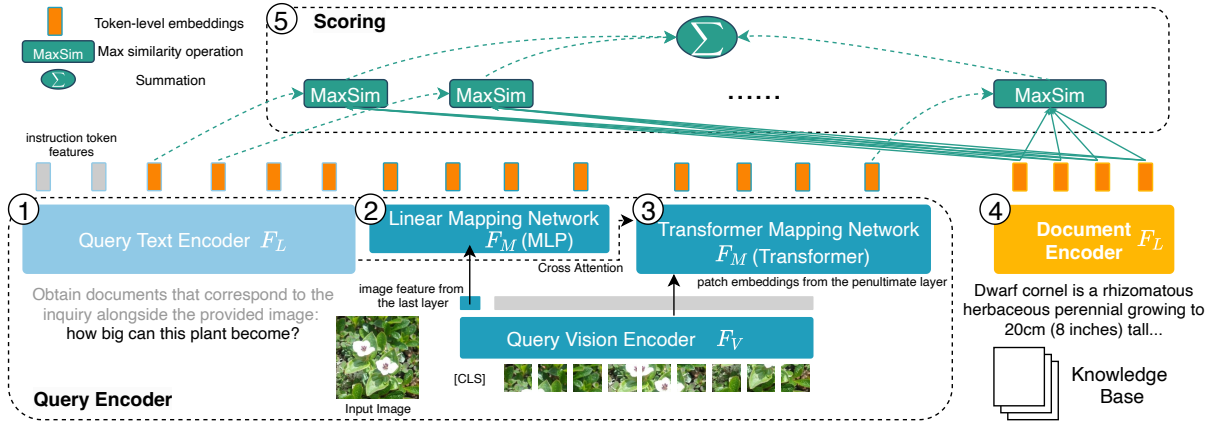 Token-level embeddings
MaxSim
Max similarity operation
Σ
Summation
5
Scoring
Σ
MaxSim
MaxSim
......
MaxSim
instruction token
features
1
Query Text Encoder F_L
2
Linear Mapping Network
F_M (MLP)
3
Transformer Mapping Network
F_M (Transformer)
4
Document
Encoder F_L
Cross Attention
patch embeddings from the penultimate layer
image feature from
the last layer
Obtain documents that correspond to the
inquiry alongside the provided image:
how big can this plant become?
Query Vision Encoder F_V
[CLS]
Input Image
Query Encoder
Dwarf cornel is a rhizomatous
herbaceous perennial growing to
20cm (8 inches) tall...
Knowledge
Base